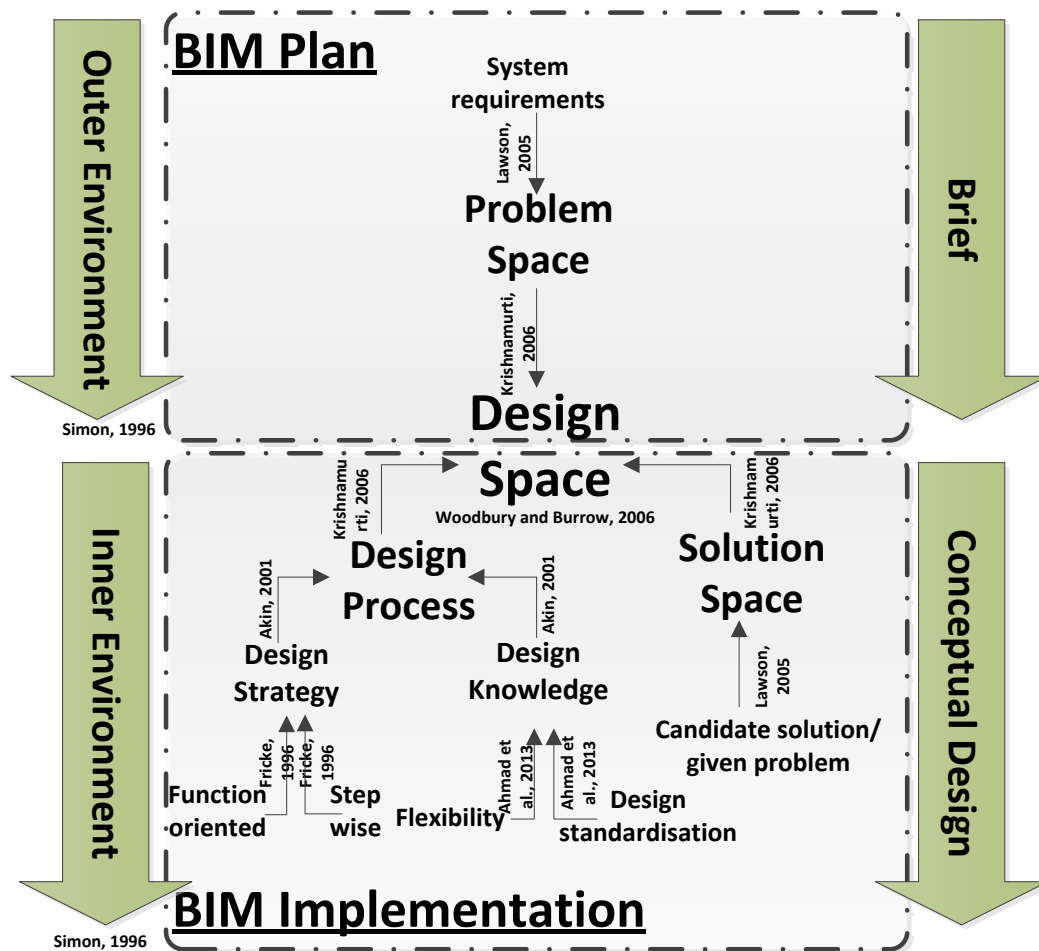 BIM Plan
Outer Environment
Simon, 1996
Brief
System
requirements
Lawson,
2005
Problem
Space
Krishnamurti,
2006
Design
Space
Woodbury and Burrow, 2006
Krishnamu
rti, 2006
Krishnam
urti, 2006
Design
Process
Solution
Space
Akin, 2001
Akin, 2001
Design
Strategy
Design
Knowledge
Lawson,
2005
Candidate solution/
given problem
Fricke,
1996
Fricke,
1996
Ahmad et
al., 2013
Ahmad et
al., 2013
Function
oriented
Step
wise
Flexibility
Design
standardisation
Inner Environment
Simon, 1996
Conceptual Design
BIM Implementation